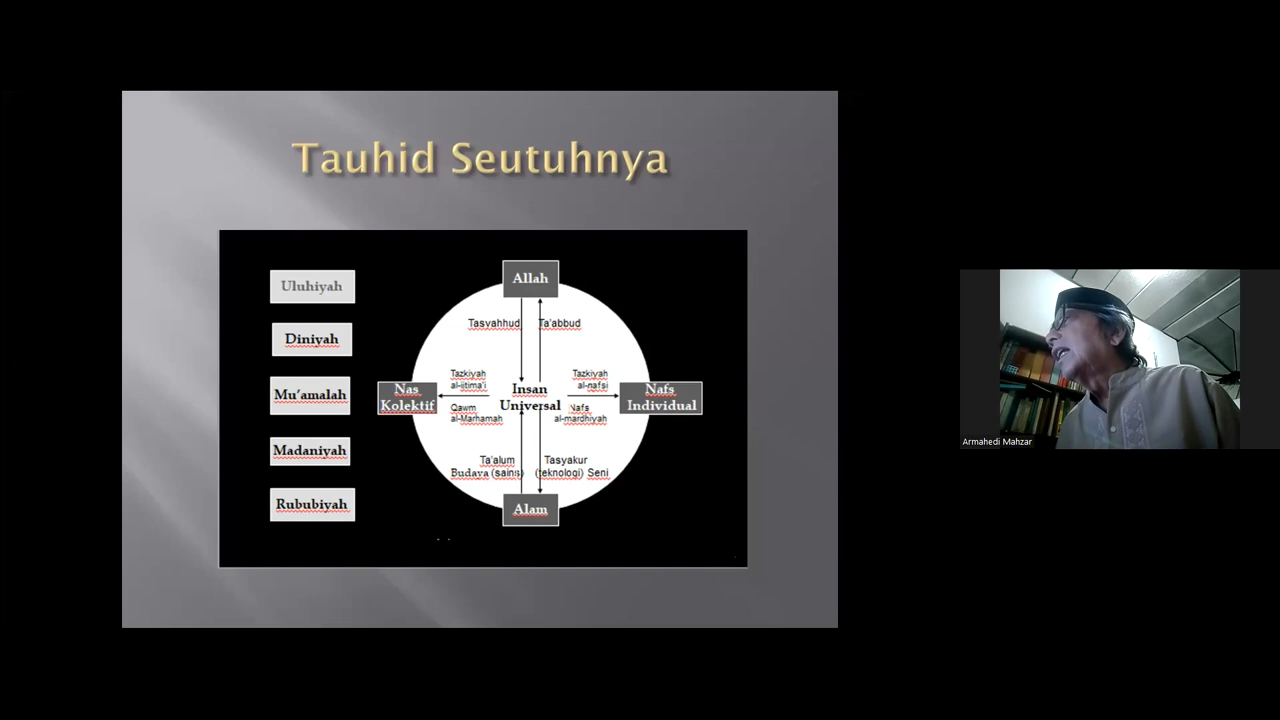 Tauhid Seutuhnya
Uluhiyah
Diniyah
Mu'amalah
Madaniyah
Rububiyah
Allah
Tasyahhud
Ta'abbud
Tazkiyah
al-ijtima'i
Tazkiyah
al-nafsi
Nas
Kolektif
Insan
Universal
Nafs
Individual
Qawm
al-Marhamah
Nafs
al-mardhiyah
Ta'alum
Budaya (sains)
Tasyakur
(teknologi) Seni
Alam
Armahedi Mahzar